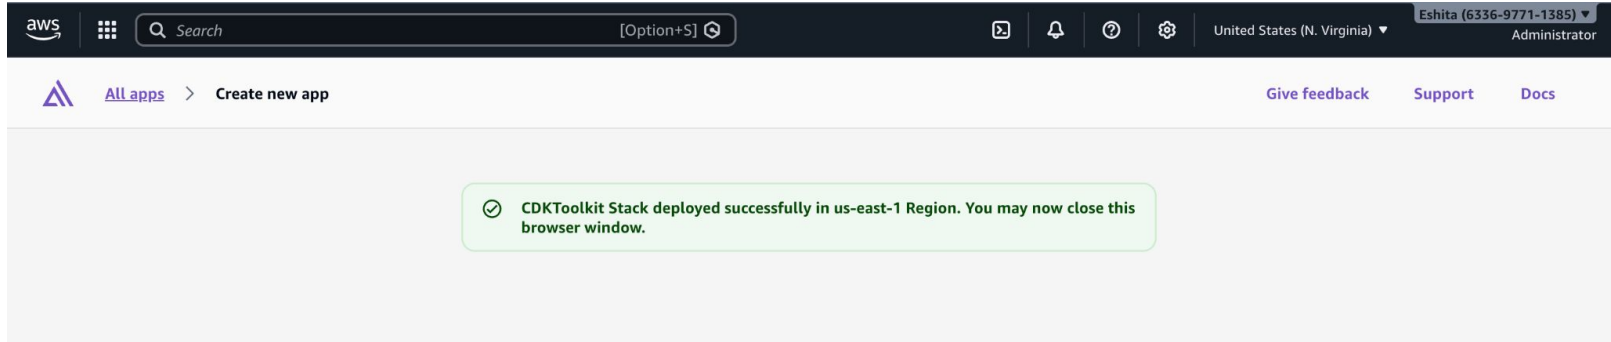 aws
Search
[Option+S]
United States (N. Virginia) ▼
Eshita (6336-9771-1385) ▼
Administrator
All apps > Create new app
Give feedback
Support
Docs
CDKToolkit Stack deployed successfully in us-east-1 Region. You may now close this
browser window.